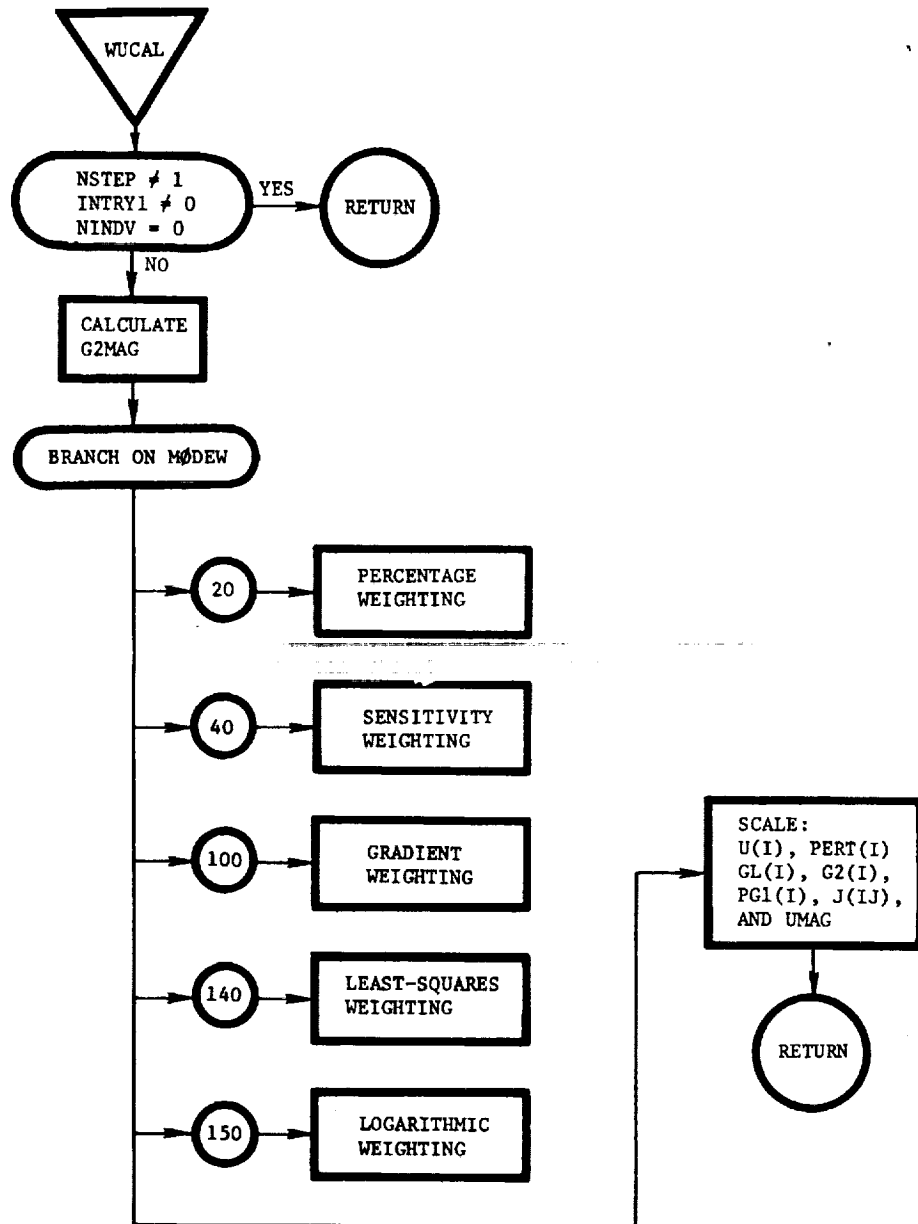 WUCAL
NSTEP ≠ 1
INTRY1 ≠ 0
NINDV = 0
YES
RETURN
NO
CALCULATE
G2MAG
BRANCH ON MØDEW
20
PERCENTAGE
WEIGHTING
40
SENSITIVITY
WEIGHTING
100
GRADIENT
WEIGHTING
140
LEAST-SQUARES
WEIGHTING
150
LOGARITHMIC
WEIGHTING
SCALE:
U(I), PERT(I)
GL(I), G2(I),
PG1(I), J(IJ),
AND UMAG
RETURN